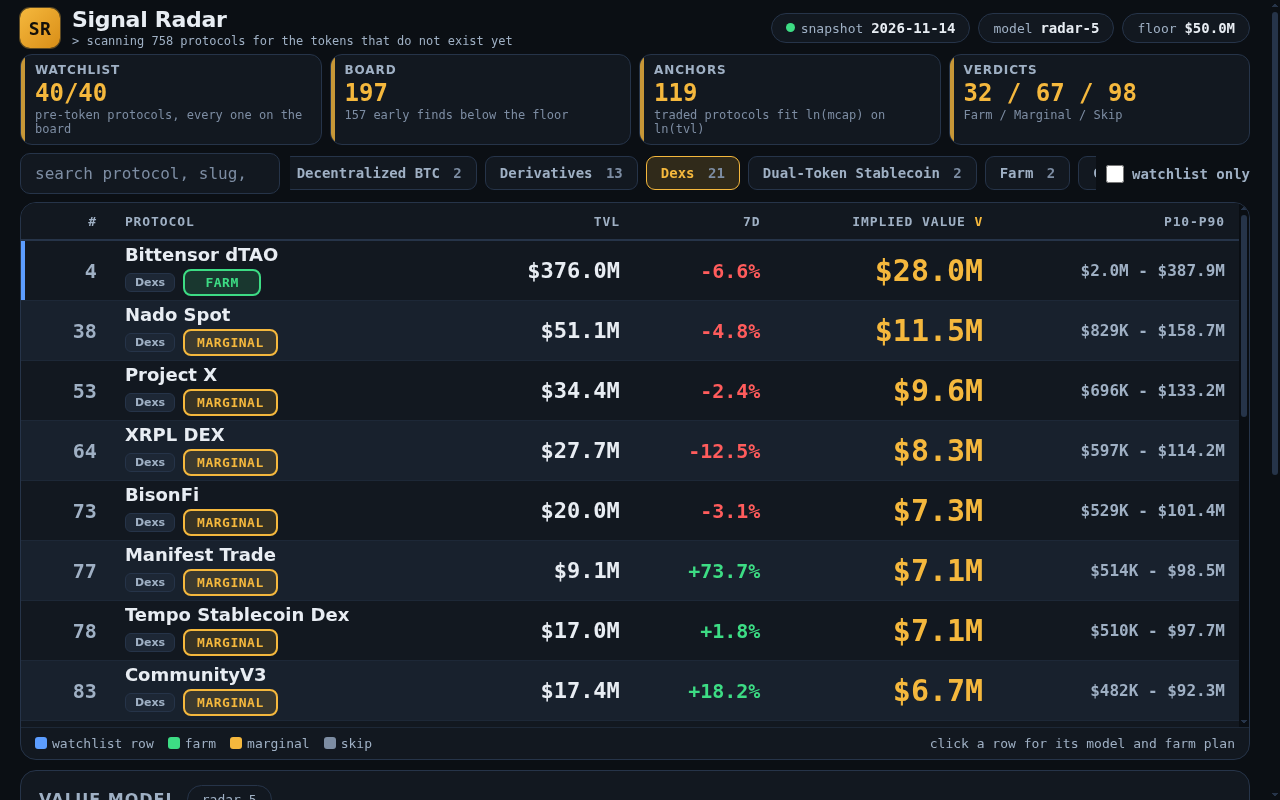 SR
Signal Radar
> scanning 758 protocols for the tokens that do not exist yet
snapshot 2026-11-14
model radar-5
floor $50.0M
WATCHLIST
40/40
pre-token protocols, every one on the
board
BOARD
197
157 early finds below the floor
ANCHORS
119
traded protocols fit ln(mcap) on
ln(tvl)
VERDICTS
32 / 67 / 98
Farm / Marginal / Skip
search protocol, slug,
Decentralized BTC 2
Derivatives 13
Dexs 21
Dual-Token Stablecoin 2
Farm 2
watchlist only
# PROTOCOL TVL 7D IMPLIED VALUE V P10-P90
4 Bittensor dTAO $376.0M -6.6% $28.0M $2.0M - $387.9M
Dexs FARM
38 Nado Spot $51.1M -4.8% $11.5M $829K - $158.7M
Dexs MARGINAL
53 Project X $34.4M -2.4% $9.6M $696K - $133.2M
Dexs MARGINAL
64 XRPL DEX $27.7M -12.5% $8.3M $597K - $114.2M
Dexs MARGINAL
73 BisonFi $20.0M -3.1% $7.3M $529K - $101.4M
Dexs MARGINAL
77 Manifest Trade $9.1M +73.7% $7.1M $514K - $98.5M
Dexs MARGINAL
78 Tempo Stablecoin Dex $17.0M +1.8% $7.1M $510K - $97.7M
Dexs MARGINAL
83 CommunityV3 $17.4M +18.2% $6.7M $482K - $92.3M
Dexs MARGINAL
watchlist row farm marginal skip
click a row for its model and farm plan
VALUE MODEL radar-5